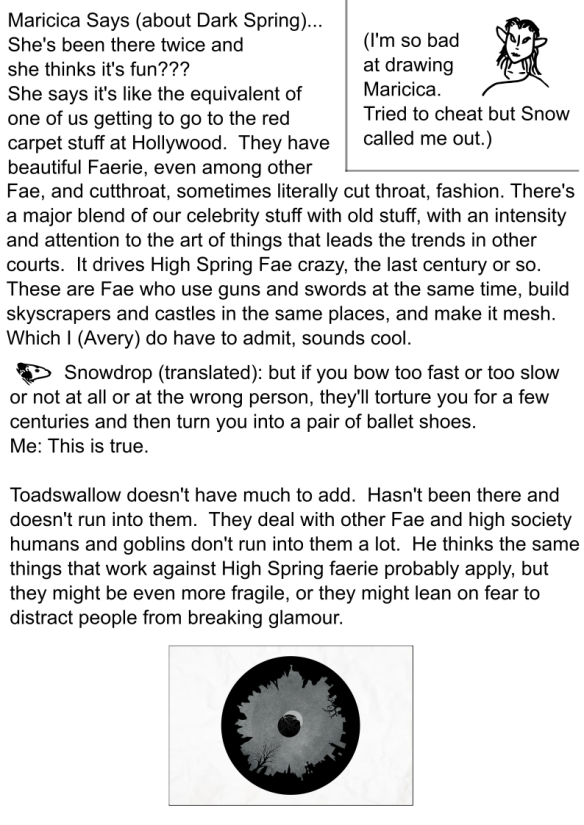 Maricica Says (about Dark Spring)...
She's been there twice and
she thinks it's fun???
She says it's like the equivalent of
one of us getting to go to the red
carpet stuff at Hollywood.  They have
beautiful Faerie, even among other
Fae, and cutthroat, sometimes literally cut throat, fashion. There's
a major blend of our celebrity stuff with old stuff, with an intensity
and attention to the art of things that leads the trends in other
courts.  It drives High Spring Fae crazy, the last century or so.
These are Fae who use guns and swords at the same time, build
skyscrapers and castles in the same places, and make it mesh.
Which I (Avery) do have to admit, sounds cool.
(I'm so bad
at drawing
Maricica.
Tried to cheat but Snow
called me out.)
Snowdrop (translated): but if you bow too fast or too slow
or not at all or at the wrong person, they'll torture you for a few
centuries and then turn you into a pair of ballet shoes.
Me: This is true.
Toadswallow doesn't have much to add.  Hasn't been there and
doesn't run into them.  They deal with other Fae and high society
humans and goblins don't run into them a lot.  He thinks the same
things that work against High Spring faerie probably apply, but
they might be even more fragile, or they might lean on fear to
distract people from breaking glamour.